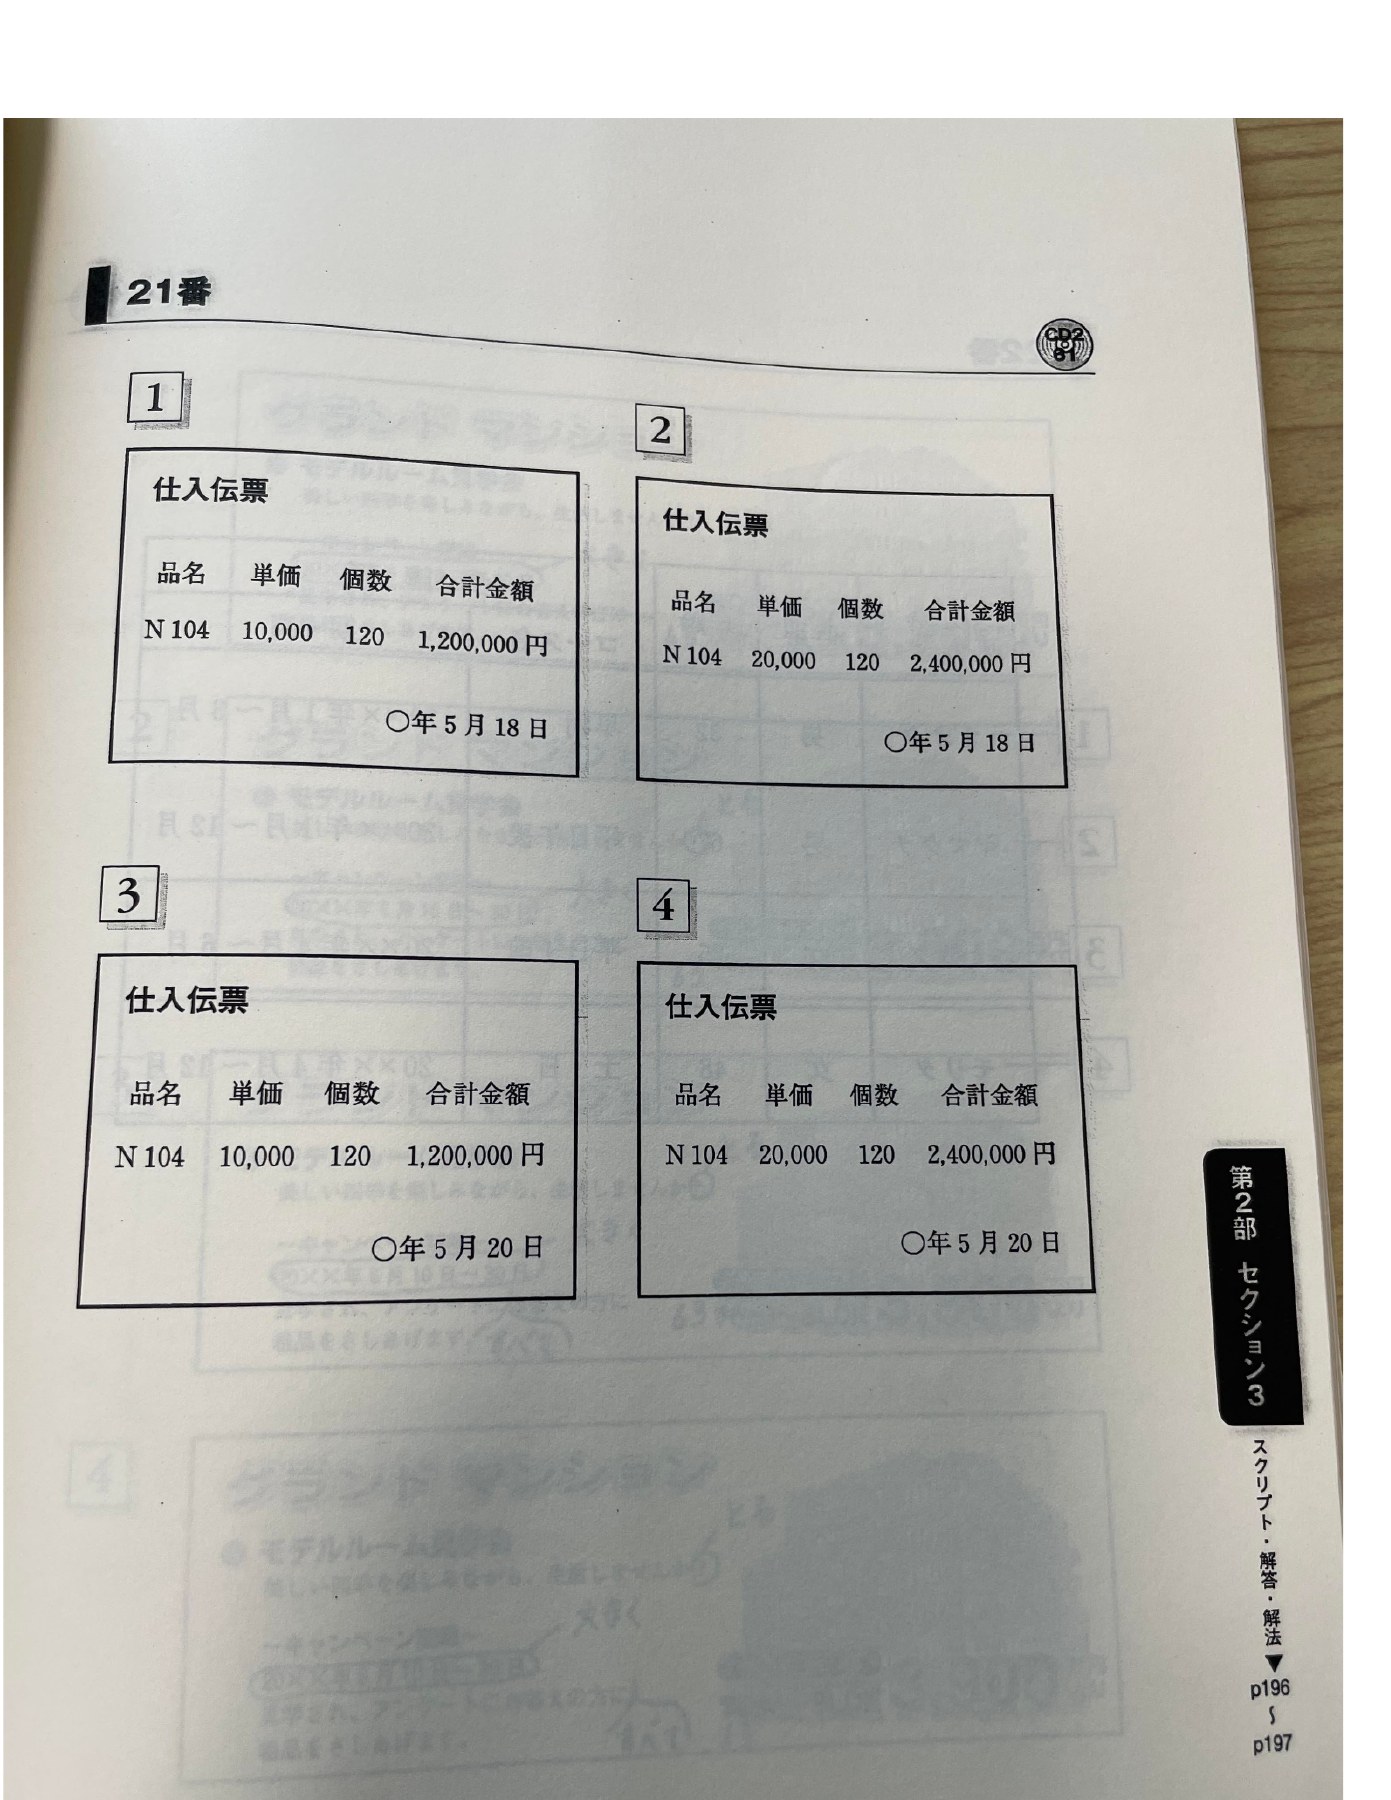 21番
CD2
61
1
仕入伝票
品名 単価 個数 合計金額
N 104 10,000 120 1,200,000 円
〇年 5 月 18 日
2
仕入伝票
品名 単価 個数 合計金額
N 104 20,000 120 2,400,000 円
〇年 5 月 18 日
3
仕入伝票
品名 単価 個数 合計金額
N 104 10,000 120 1,200,000 円
〇年 5 月 20 日
4
仕入伝票
品名 単価 個数 合計金額
N 104 20,000 120 2,400,000 円
〇年 5 月 20 日
第2部 セクション3
スクリプト・解答・解法▼
p196
〜
p197